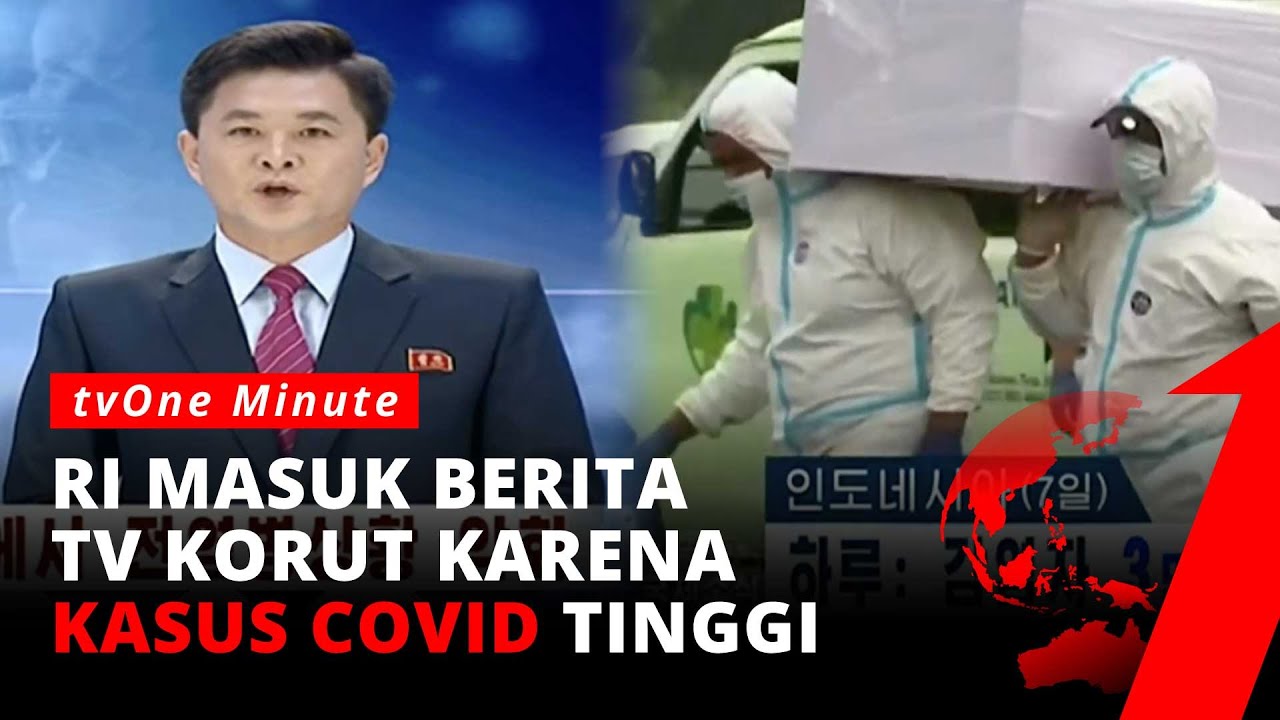 인도네시아(7일)
하루:
tvOne Minute
RI MASUK BERITA
TV KORUT KARENA
KASUS COVID TINGGI